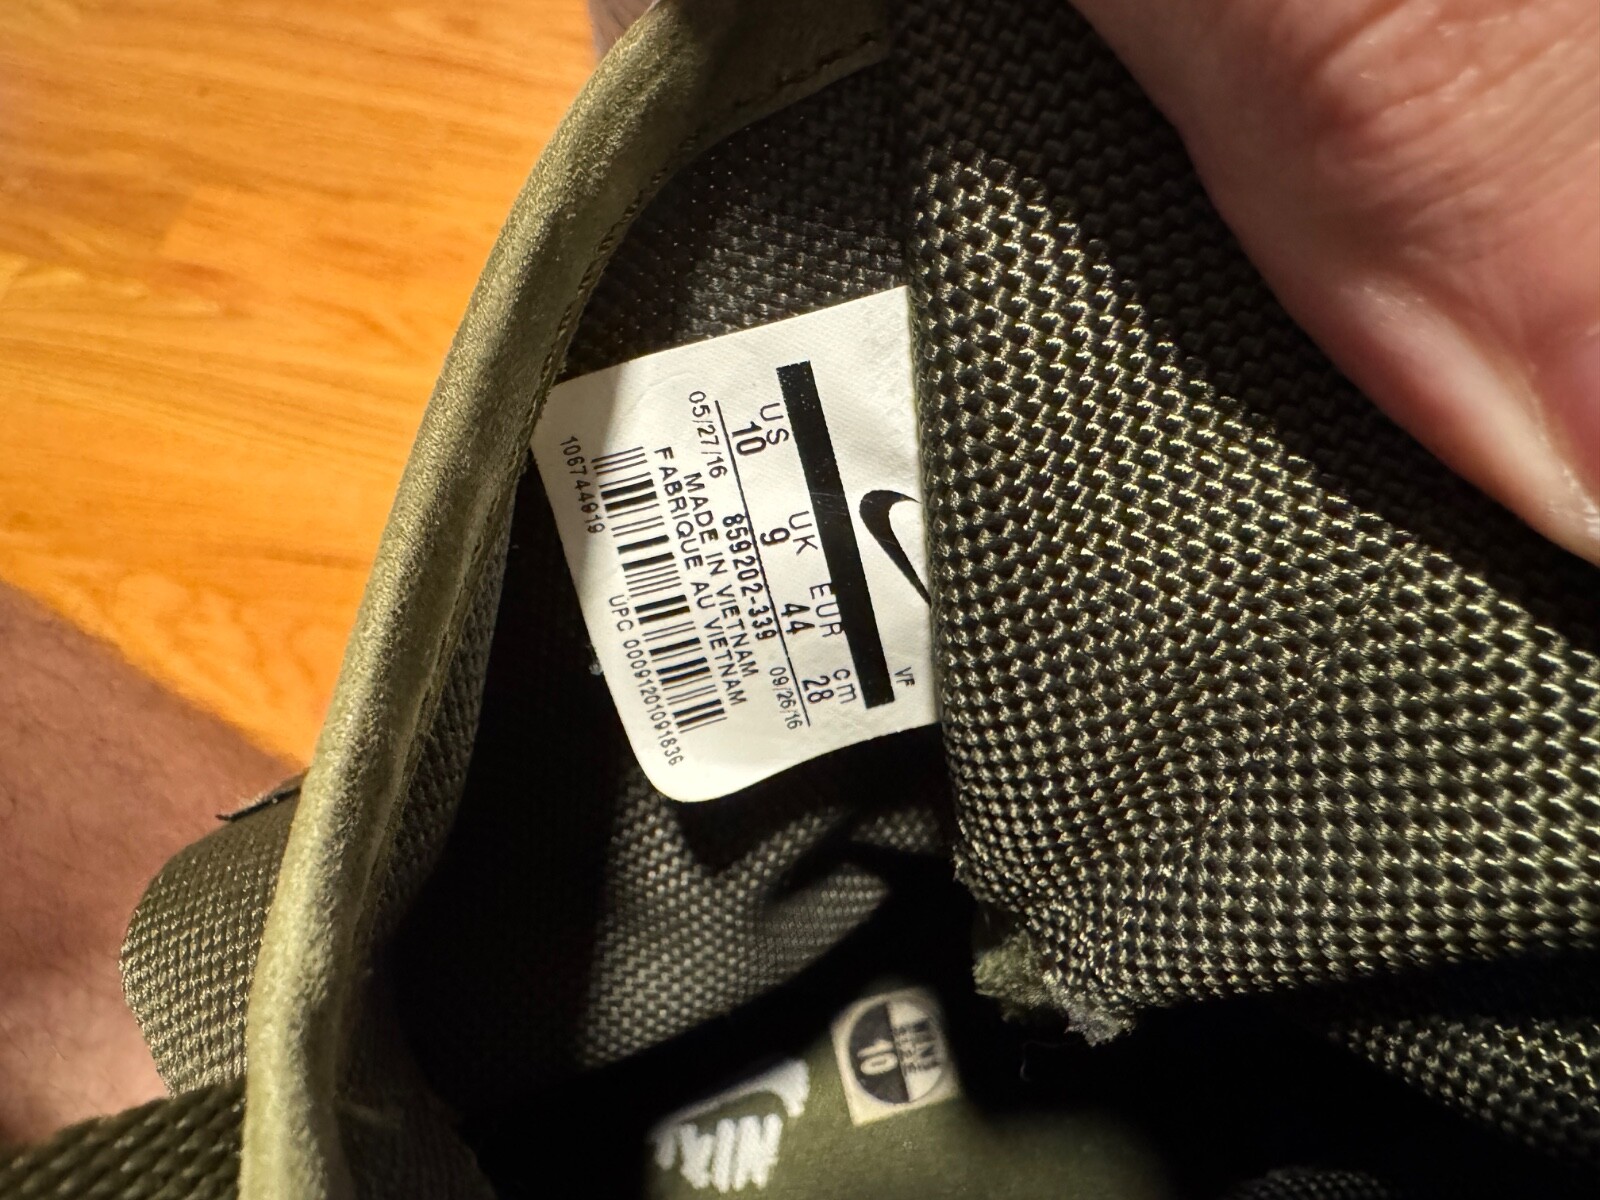 VF
US UK EUR cm
10 9 44 28
05/27/16 859202-339 09/26/16
MADE IN VIETNAM
FABRIQUE AU VIETNAM
UPC 00091201091836
NIKE
10